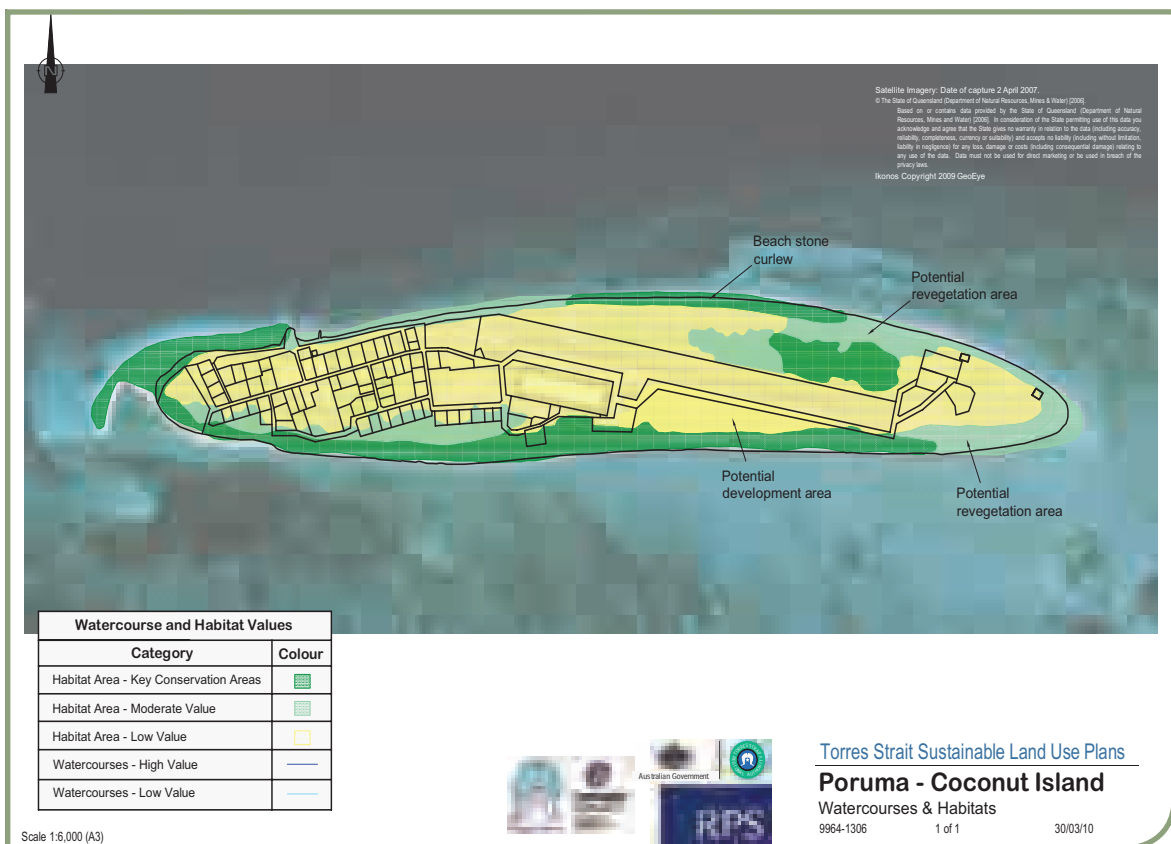 N
Satellite Imagery: Date of capture 2 April 2007.
© The State of Queensland (Department of Natural Resources, Mines & Water) [2006].
Based on or contains data provided by the State of Queensland (Department of Natural
Resources, Mines and Water) [2006]. In consideration of the State permitting use of this data you
acknowledge and agree that the State gives no warranty in relation to the data (including accuracy,
reliability, completeness, currency or suitability) and accepts no liability (including without limitation,
liability in negligence) for any loss, damage or costs (including consequential damage) relating to
any use of the data. Data must not be used for direct marketing or be used in breach of the
privacy laws.
Ikonos Copyright 2009 GeoEye
Beach stone
curlew
Potential
revegetation area
Potential
development area
Potential
revegetation area
Watercourse and Habitat Values
Category Colour
Habitat Area - Key Conservation Areas
Habitat Area - Moderate Value
Habitat Area - Low Value
Watercourses - High Value
Watercourses - Low Value
Scale 1:6,000 (A3)
Australian Government
RPS
Torres Strait Sustainable Land Use Plans
Poruma - Coconut Island
Watercourses & Habitats
9964-1306 1 of 1 30/03/10